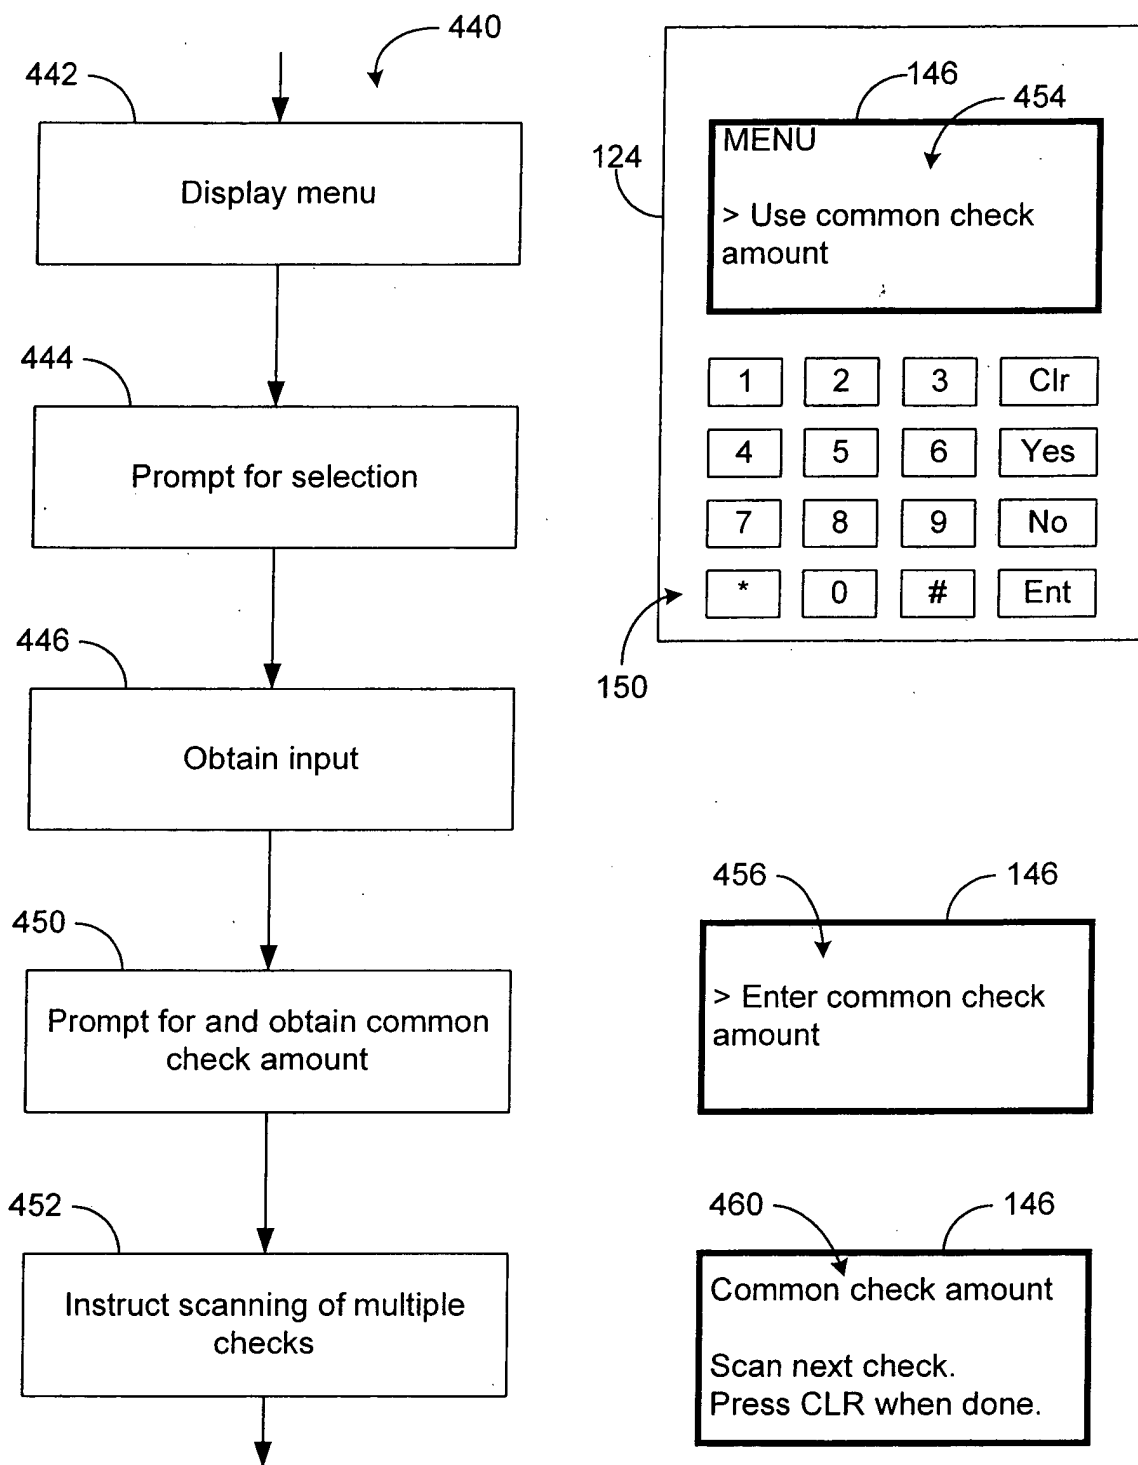 440
442
Display menu
444
Prompt for selection
446
Obtain input
450
Prompt for and obtain common
check amount
452
Instruct scanning of multiple
checks
146
454
124
MENU
> Use common check
amount
1 2 3 Clr
4 5 6 Yes
7 8 9 No
* 0 # Ent
150
456
146
> Enter common check
amount
460
146
Common check amount
Scan next check.
Press CLR when done.